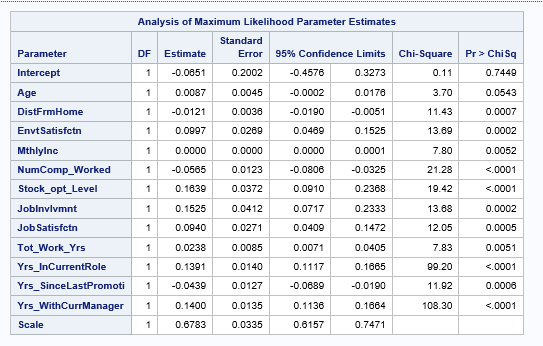 Analysis of Maximum Likelihood Parameter Estimates
Parameter DF Estimate Standard Error 95% Confidence Limits Chi-Square Pr > ChiSq
Intercept 1 -0.0651 0.2002 -0.4576 0.3273 0.11 0.7449
Age 1 0.0087 0.0045 -0.0002 0.0176 3.70 0.0543
DistFrmHome 1 -0.0121 0.0036 -0.0190 -0.0051 11.43 0.0007
EnvtSatisfctn 1 0.0997 0.0269 0.0469 0.1525 13.69 0.0002
MthlyInc 1 0.0000 0.0000 0.0000 0.0001 7.80 0.0052
NumComp_Worked 1 -0.0565 0.0123 -0.0806 -0.0325 21.28 <.0001
Stock_opt_Level 1 0.1639 0.0372 0.0910 0.2368 19.42 <.0001
JobInvlvmnt 1 0.1525 0.0412 0.0717 0.2333 13.68 0.0002
JobSatisfctn 1 0.0940 0.0271 0.0409 0.1472 12.05 0.0005
Tot_Work_Yrs 1 0.0238 0.0085 0.0071 0.0405 7.83 0.0051
Yrs_InCurrentRole 1 0.1391 0.0140 0.1117 0.1665 99.20 <.0001
Yrs_SinceLastPromoti 1 -0.0439 0.0127 -0.0689 -0.0190 11.92 0.0006
Yrs_WithCurrManager 1 0.1400 0.0135 0.1136 0.1664 108.30 <.0001
Scale 1 0.6783 0.0335 0.6157 0.7471